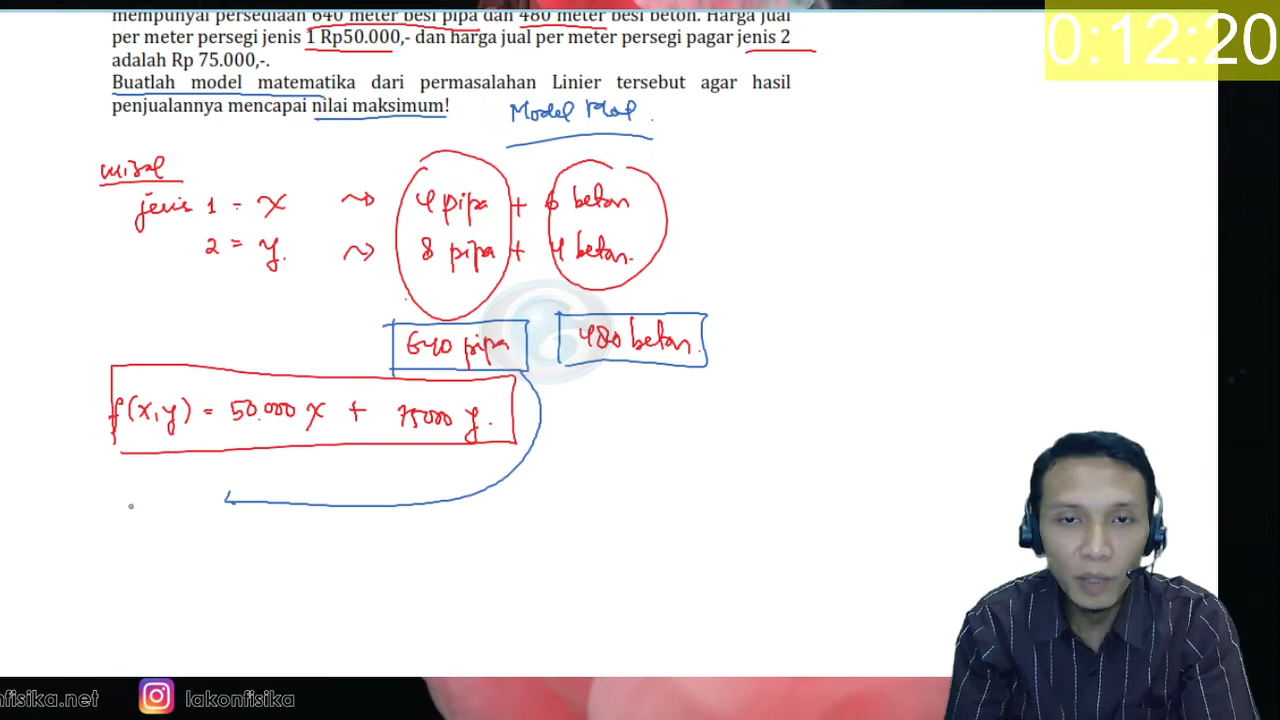 mempunyai persediaan 640 meter besi pipa dan 480 meter besi beton. Harga jual
per meter persegi jenis 1 Rp50.000,- dan harga jual per meter persegi pagar jenis 2
adalah Rp 75.000,-.
Buatlah model matematika dari permasalahan Linier tersebut agar hasil
penjualannya mencapai nilai maksimum!
0:12:20
Model Mat.
misal
jenis 1 = x ~> 4 pipa + 6 beton
2 = y. ~> 8 pipa + 4 beton.
640 pipa 480 beton.
f(x,y) = 50.000 x + 75000 y.
nfisika.net lakonfisika